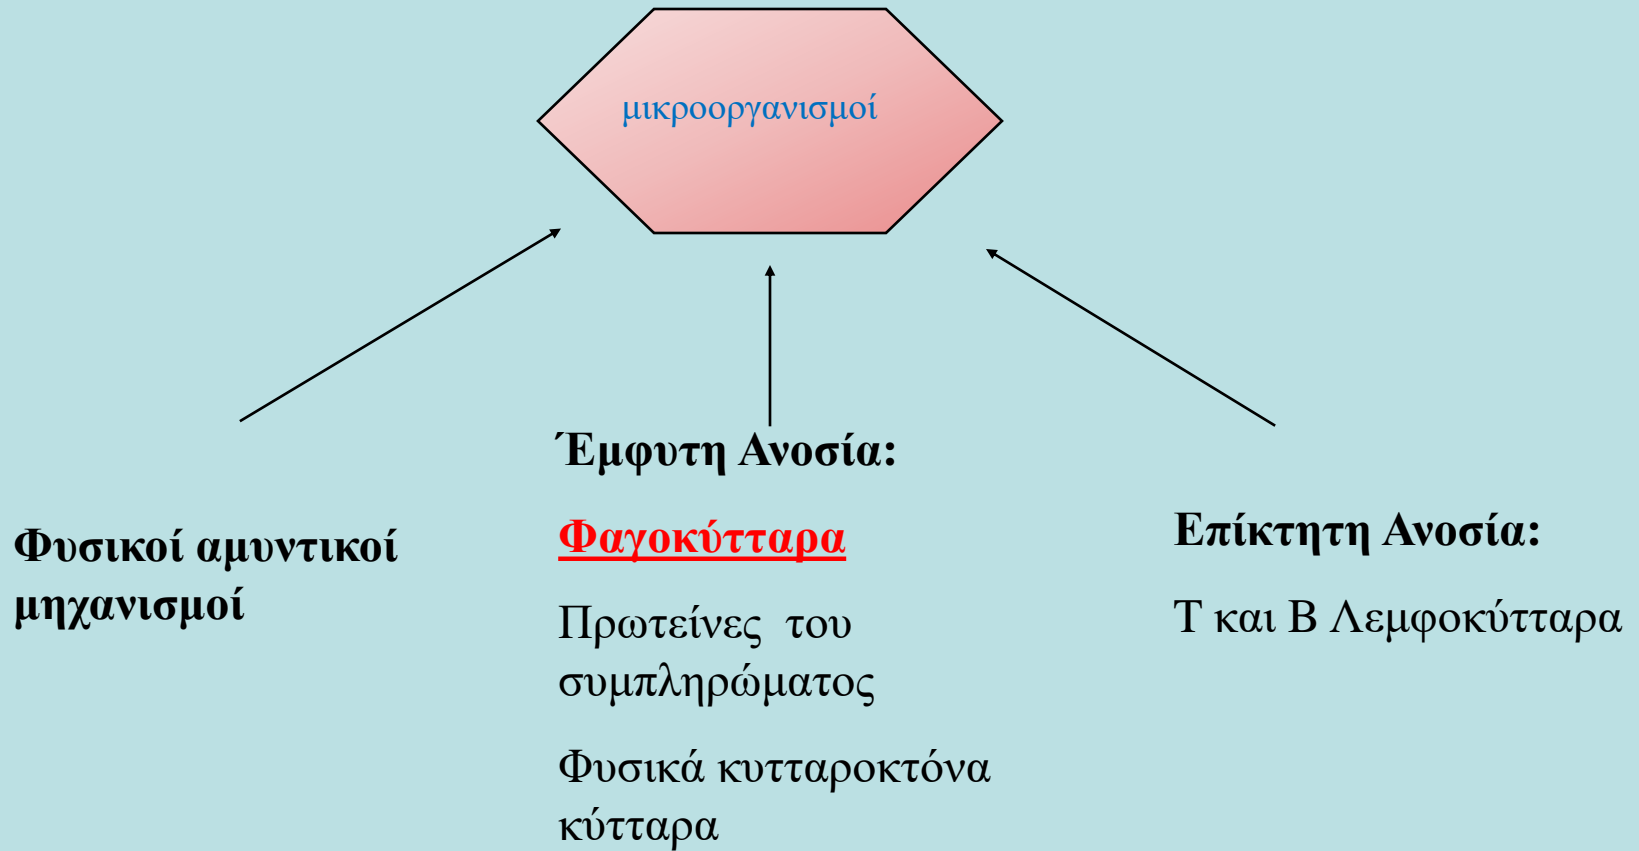 μικροοργανισμοί
Φυσικοί αμυντικοί
μηχανισμοί
Έμφυτη Ανοσία:
Φαγοκύτταρα
Πρωτείνες του
συμπληρώματος
Φυσικά κυτταροκτόνα
κύτταρα
Επίκτητη Ανοσία:
Τ και Β Λεμφοκύτταρα